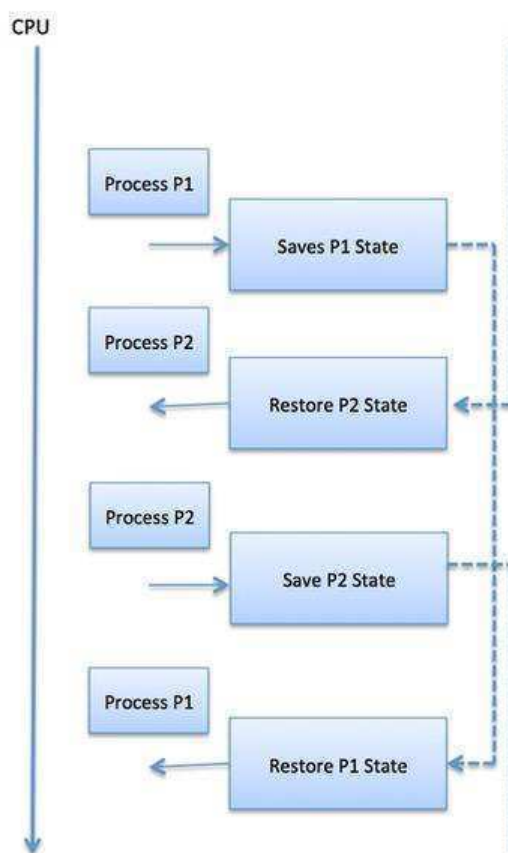 CPU
Process P1
Saves P1 State
Process P2
Restore P2 State
Process P2
Save P2 State
Process P1
Restore P1 State